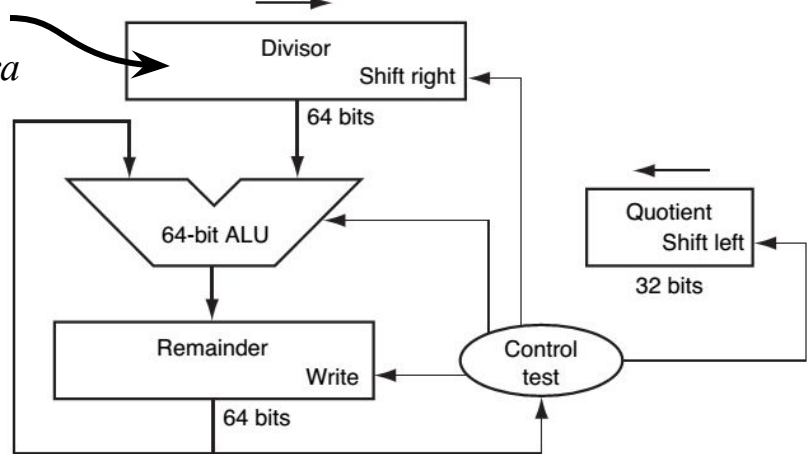 Divisor
Shift right
64 bits
64-bit ALU
Quotient
Shift left
32 bits
Remainder
Write
Control
test
64 bits